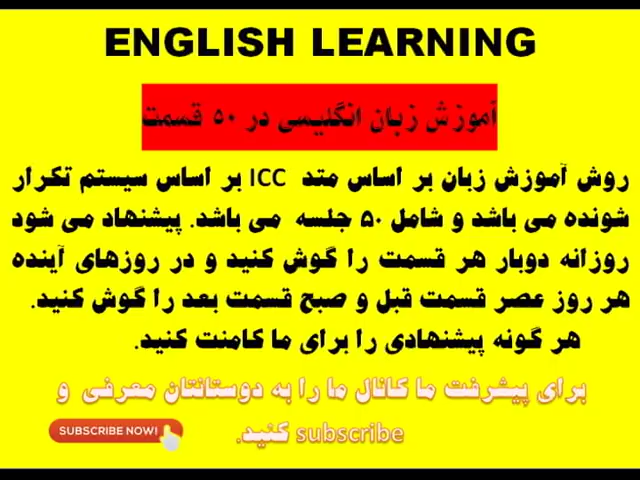 ENGLISH LEARNING
آموزش زبان انگلیسی در ۵۰ قسمت
روش آموزش زبان بر اساس متد ICC بر اساس سیستم تکرار
شونده می باشد و شامل ۵۰ جلسه می باشد. پیشنهاد می شود
روزانه دوبار هر قسمت را گوش کنید و در روزهای آینده
هر روز عصر قسمت قبل و صبح قسمت بعد را گوش کنید.
هر گونه پیشنهادی را برای ما کامنت کنید.
برای پیشرفت ما کانال ما را به دوستانتان معرفی و
subscribe کنید.
SUBSCRIBE NOW!